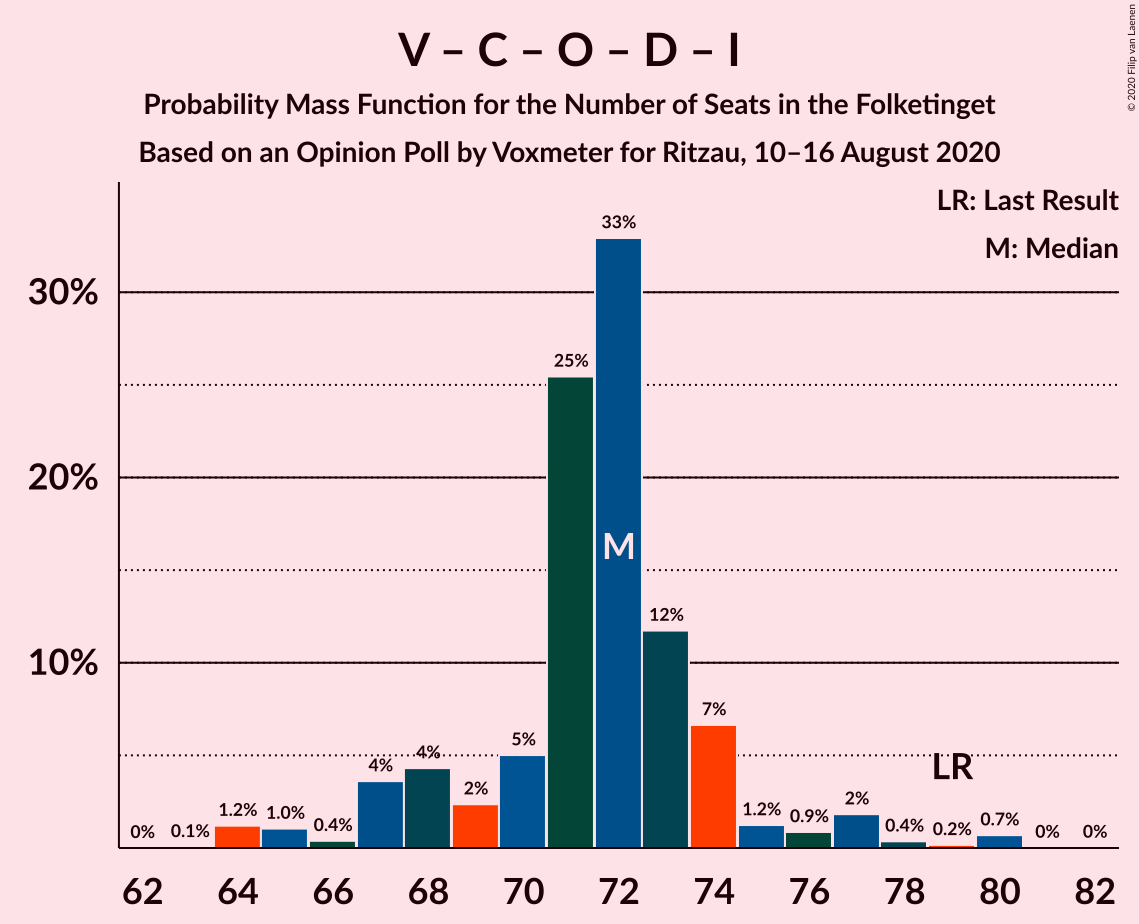 V – C – O – D – I
Probability Mass Function for the Number of Seats in the Folketinget
Based on an Opinion Poll by Voxmeter for Ritzau, 10–16 August 2020
© 2020 Filip van Laenen
LR: Last Result
M: Median
30%
20%
10%
0%
0.1%
1.2%
1.0%
0.4%
4%
4%
2%
5%
25%
33%
12%
7%
1.2%
0.9%
2%
0.4%
0.2%
0.7%
0%
0%
M
LR
62 64 66 68 70 72 74 76 78 80 82